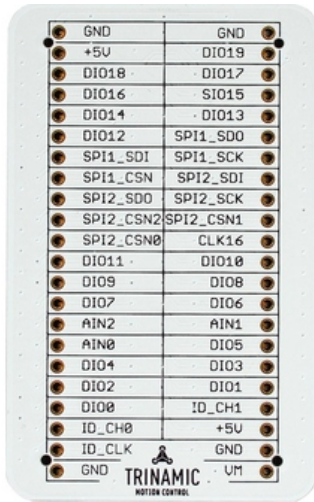 GND GND
+5V DIO19
DIO18 DIO17
DIO16 SIO15
DIO14 DIO13
DIO12 SPI1_SDO
SPI1_SDI SPI1_SCK
SPI1_CSN SPI2_SDI
SPI2_SDO SPI2_SCK
SPI2_CSN2 SPI2_CSN1
SPI2_CSN0 CLK16
DIO11 DIO10
DIO9 DIO8
DIO7 DIO6
AIN2 AIN1
AIN0 DIO5
DIO4 DIO3
DIO2 DIO1
DIO0 ID_CH1
ID_CH0 +5V
ID_CLK GND
GND VM
TRINAMIC
MOTION CONTROL